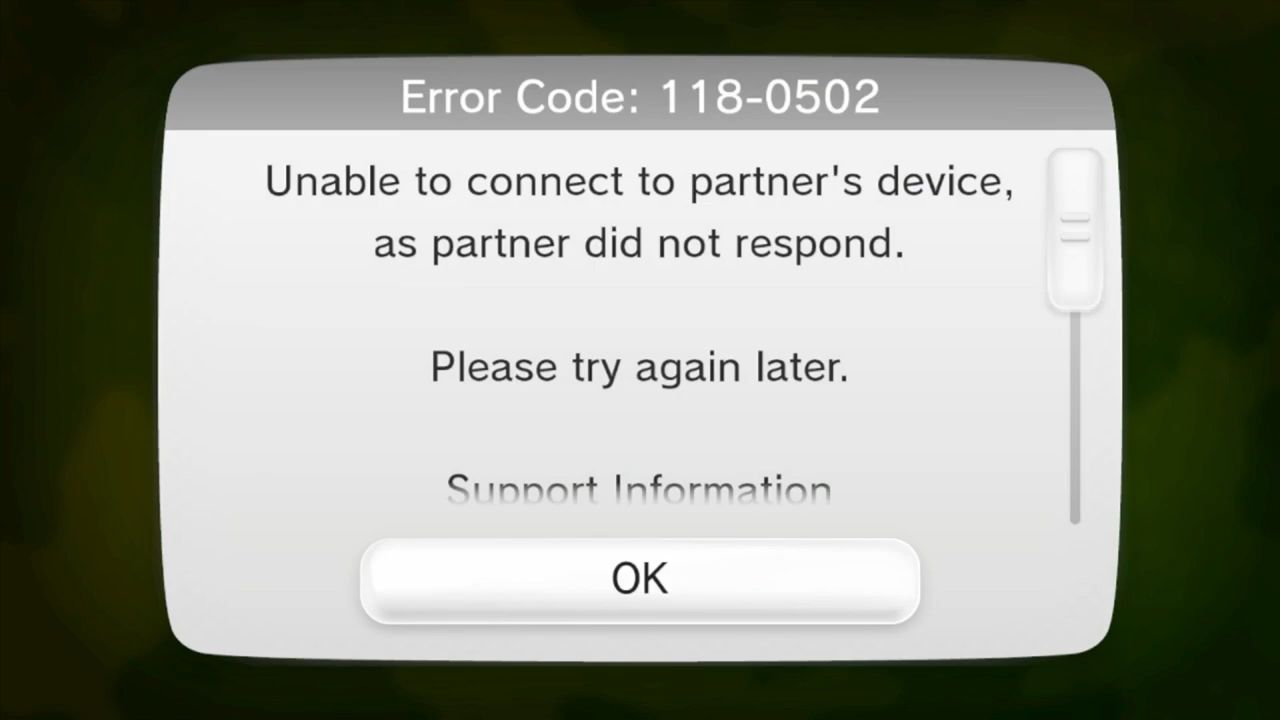 Error Code: 118-0502
Unable to connect to partner's device,
as partner did not respond.
Please try again later.
Support Information
OK